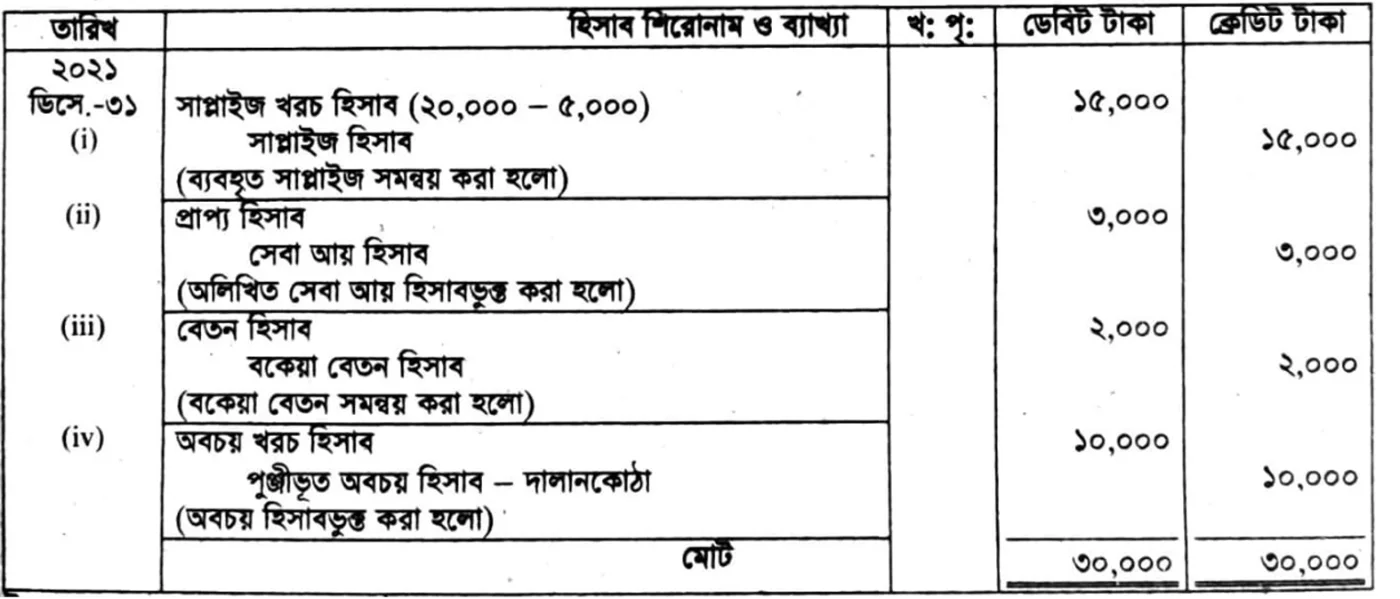 তারিখ হিসাব শিরোনাম ও ব্যাখ্যা খ: পৃ: ডেবিট টাকা ক্রেডিট টাকা
২০২১
ডিসে.-৩১ সাপ্লাইজ খরচ হিসাব (২০,০০০ – ৫,০০০) ১৫,০০০
(i) সাপ্লাইজ হিসাব ১৫,০০০
(ব্যবহৃত সাপ্লাইজ সমন্বয় করা হলো)
(ii) প্রাপ্য হিসাব ৩,০০০
সেবা আয় হিসাব ৩,০০০
(অলিখিত সেবা আয় হিসাবভুক্ত করা হলো)
(iii) বেতন হিসাব ২,০০০
বকেয়া বেতন হিসাব ২,০০০
(বকেয়া বেতন সমন্বয় করা হলো)
(iv) অবচয় খরচ হিসাব ১০,০০০
পুঞ্জীভূত অবচয় হিসাব – দালানকোঠা ১০,০০০
(অবচয় হিসাবভুক্ত করা হলো)
মোট ৩০,০০০ ৩০,০০০